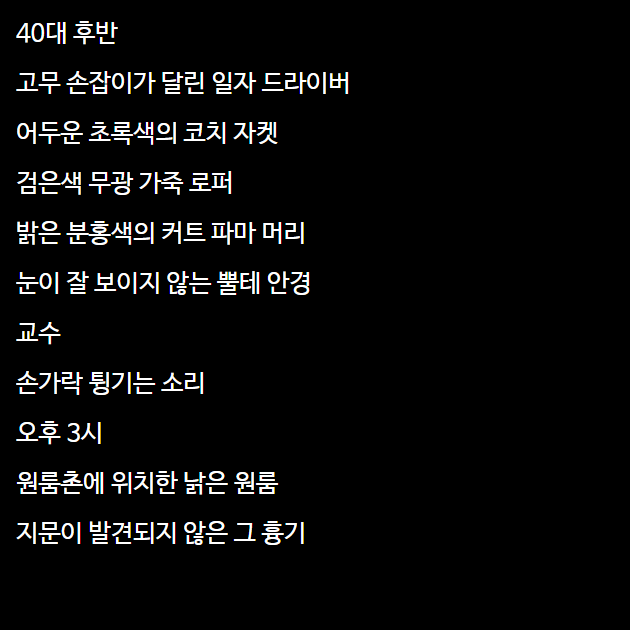 40대 후반
고무 손잡이가 달린 일자 드라이버
어두운 초록색의 코치 자켓
검은색 무광 가죽 로퍼
밝은 분홍색의 커트 파마 머리
눈이 잘 보이지 않는 뿔테 안경
교수
손가락 튕기는 소리
오후 3시
원룸촌에 위치한 낡은 원룸
지문이 발견되지 않은 그 흉기